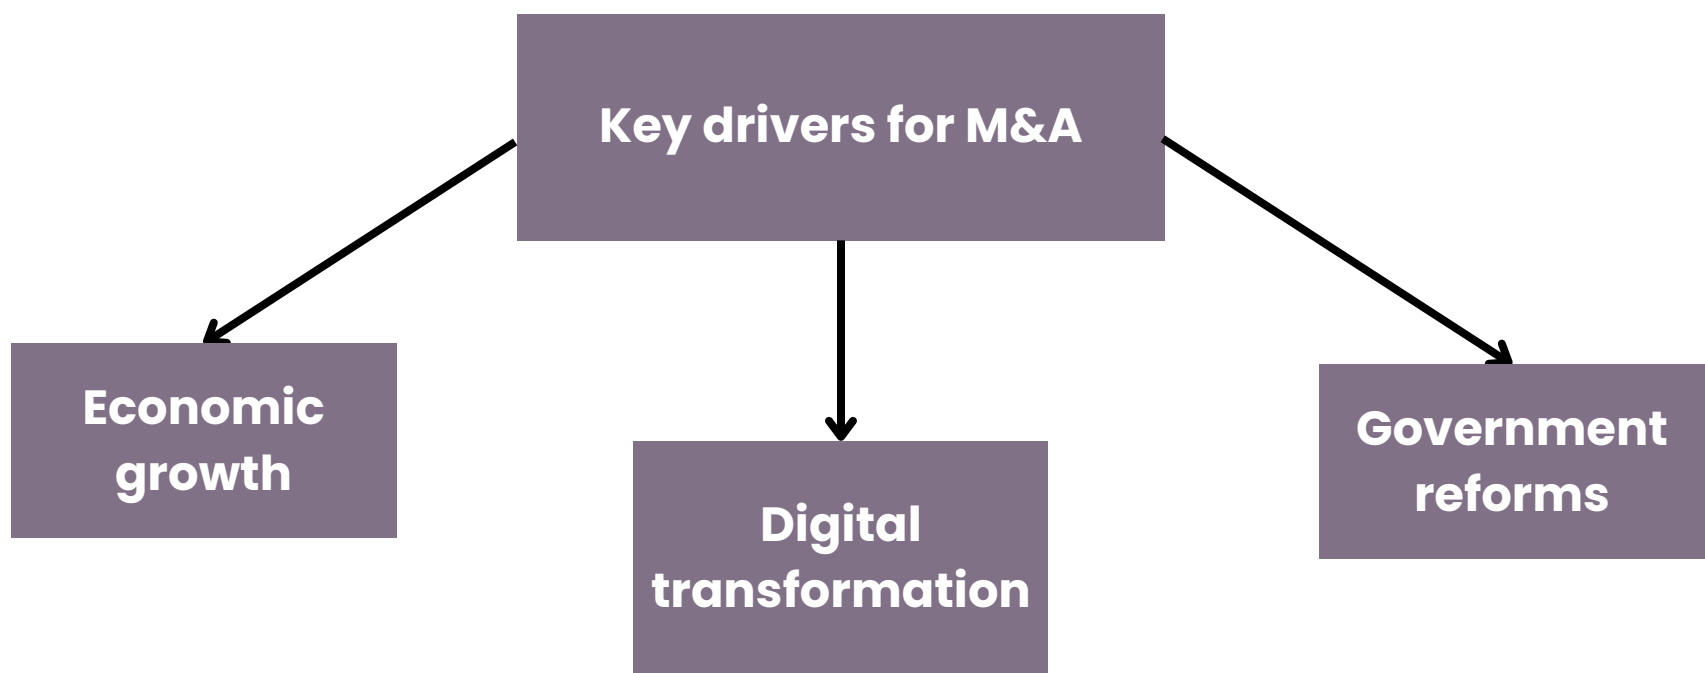 Key drivers for M&A
Economic
growth
Digital
transformation
Government
reforms